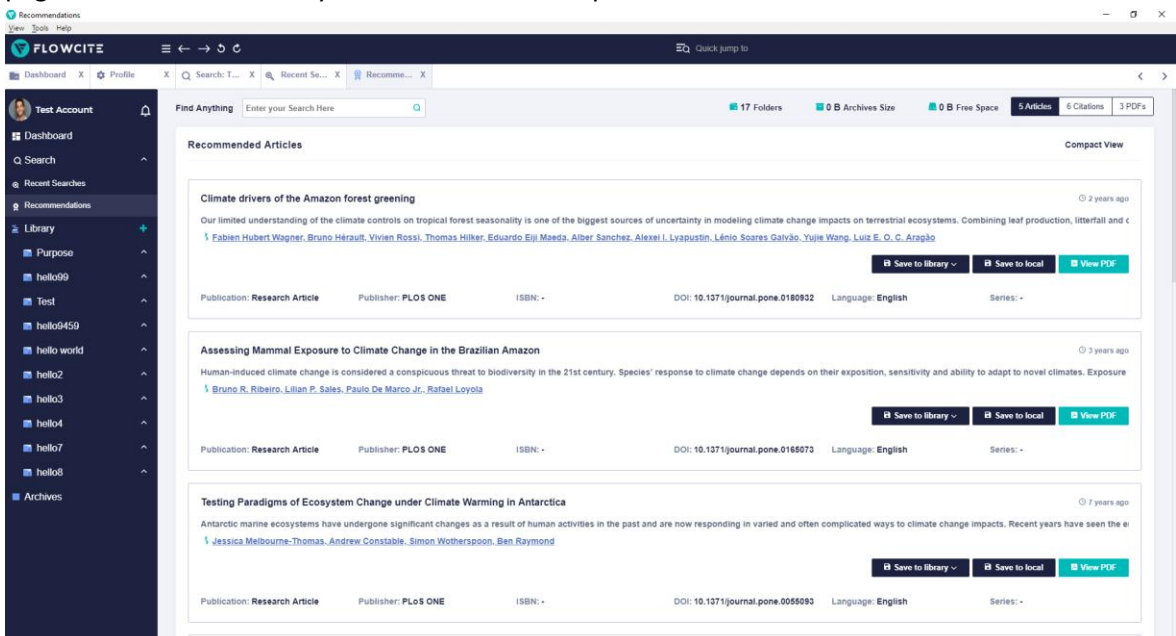 Recommendations
View Tools Help
FLOWCITE
Quick jump to
Dashboard X Profile X Search: T... X Recent Se... X Recomme... X
Test Account
Dashboard
Search
Recent Searches
Recommendations
Library +
Purpose
hello99
Test
hello9459
hello world
hello2
hello3
hello4
hello7
hello8
Archives
Find Anything Enter your Search Here 17 Folders 0 B Archives Size 0 B Free Space 5 Articles 6 Citations 3 PDFs
Recommended Articles Compact View
Climate drivers of the Amazon forest greening 2 years ago
Our limited understanding of the climate controls on tropical forest seasonality is one of the biggest sources of uncertainty in modeling climate change impacts on terrestrial ecosystems. Combining leaf production, litterfall and
Fabien Hubert Wagner, Bruno Hérault, Vivien Rossi, Thomas Hilker, Eduardo Eiji Maeda, Alber Sanchez, Alexei I. Lyapustin, Lênio Soares Galvão, Yujie Wang, Luiz E. O. C. Aragão
Save to library Save to local View PDF
Publication: Research Article Publisher: PLOS ONE ISBN: - DOI: 10.1371/journal.pone.0180932 Language: English Series: -
Assessing Mammal Exposure to Climate Change in the Brazilian Amazon 3 years ago
Human-induced climate change is considered a conspicuous threat to biodiversity in the 21st century. Species' response to climate change depends on their exposition, sensitivity and ability to adapt to novel climates. Exposure
Bruno R. Ribeiro, Lilian P. Sales, Paulo De Marco Jr., Rafael Loyola
Save to library Save to local View PDF
Publication: Research Article Publisher: PLOS ONE ISBN: - DOI: 10.1371/journal.pone.0165073 Language: English Series: -
Testing Paradigms of Ecosystem Change under Climate Warming in Antarctica 7 years ago
Antarctic marine ecosystems have undergone significant changes as a result of human activities in the past and are now responding in varied and often complicated ways to climate change impacts. Recent years have seen the
Jessica Melbourne-Thomas, Andrew Constable, Simon Wotherspoon, Ben Raymond
Save to library Save to local View PDF
Publication: Research Article Publisher: PLoS ONE ISBN: - DOI: 10.1371/journal.pone.0055093 Language: English Series: -